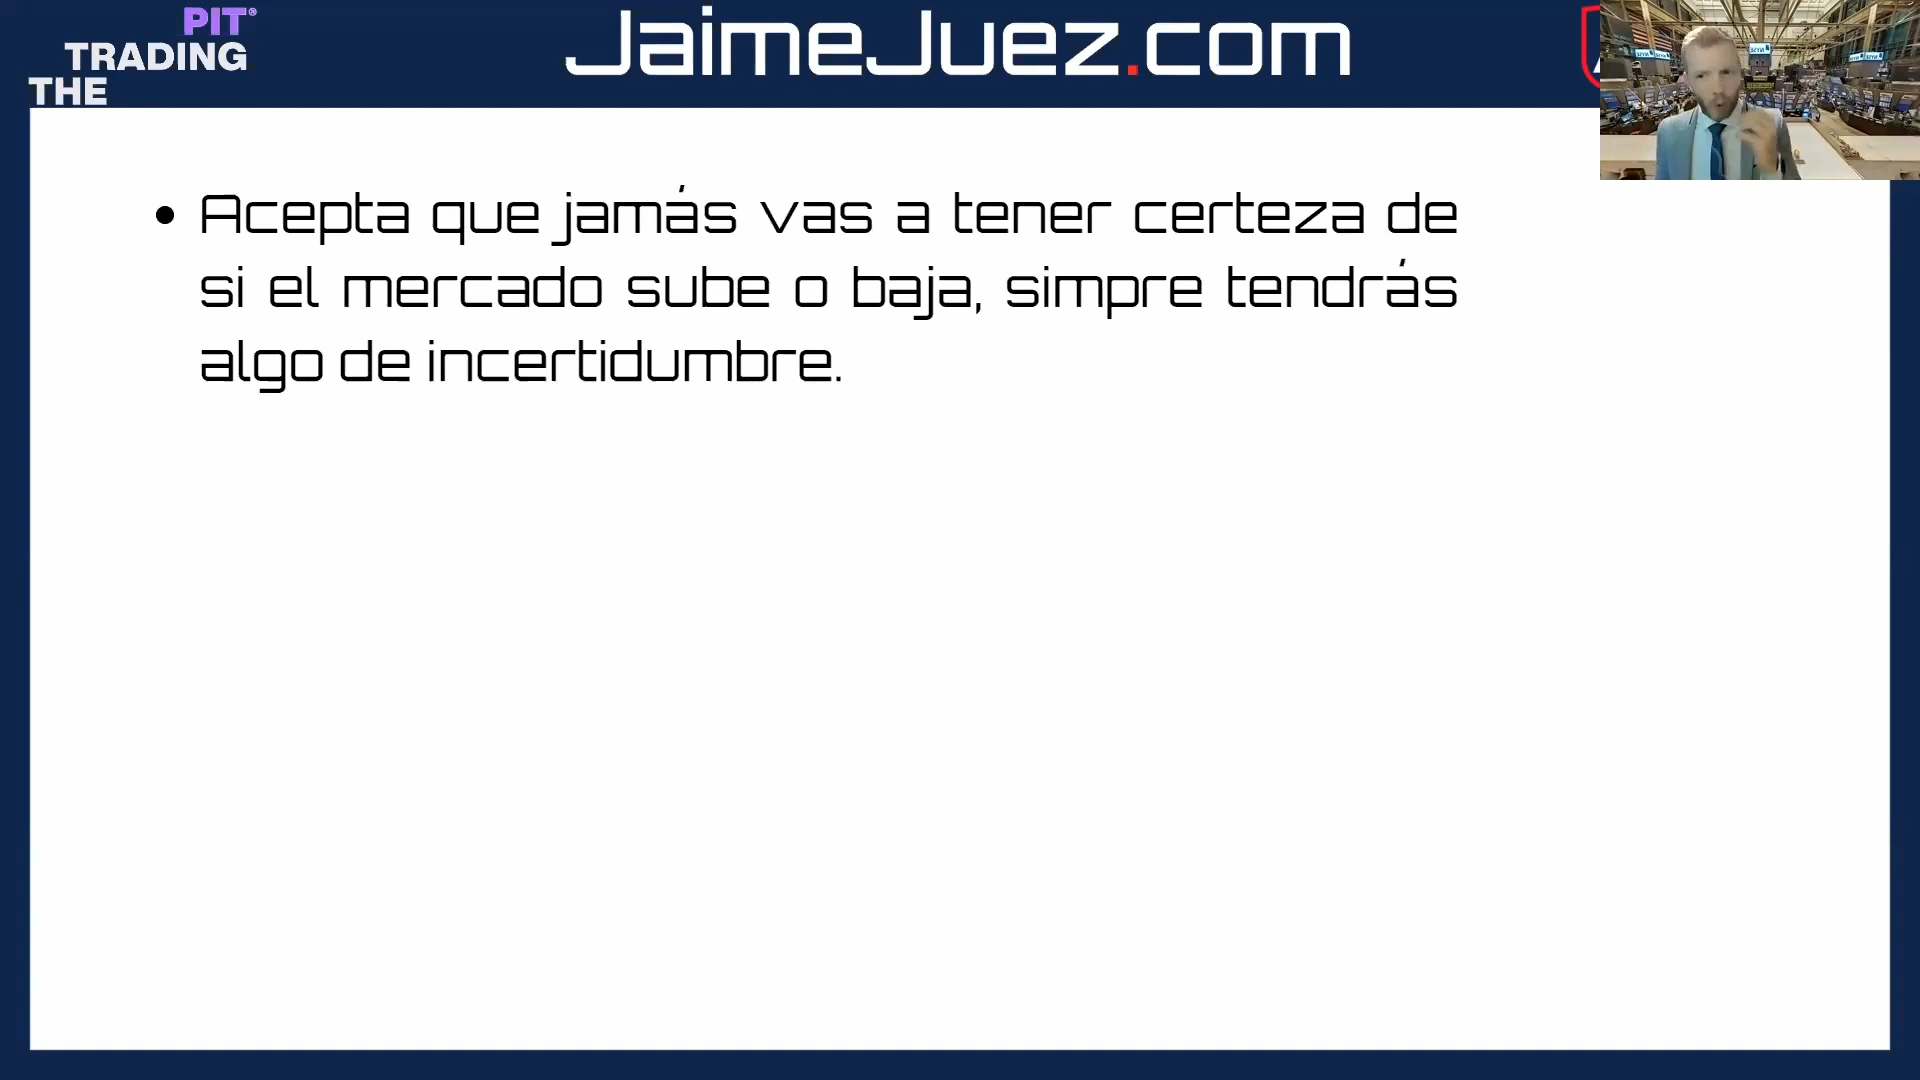 PIT®
TRADING
THE
JaimeJuez.com
• Acepta que jamás vas a tener certeza de
si el mercado sube o baja, simpre tendrás
algo de incertidumbre.